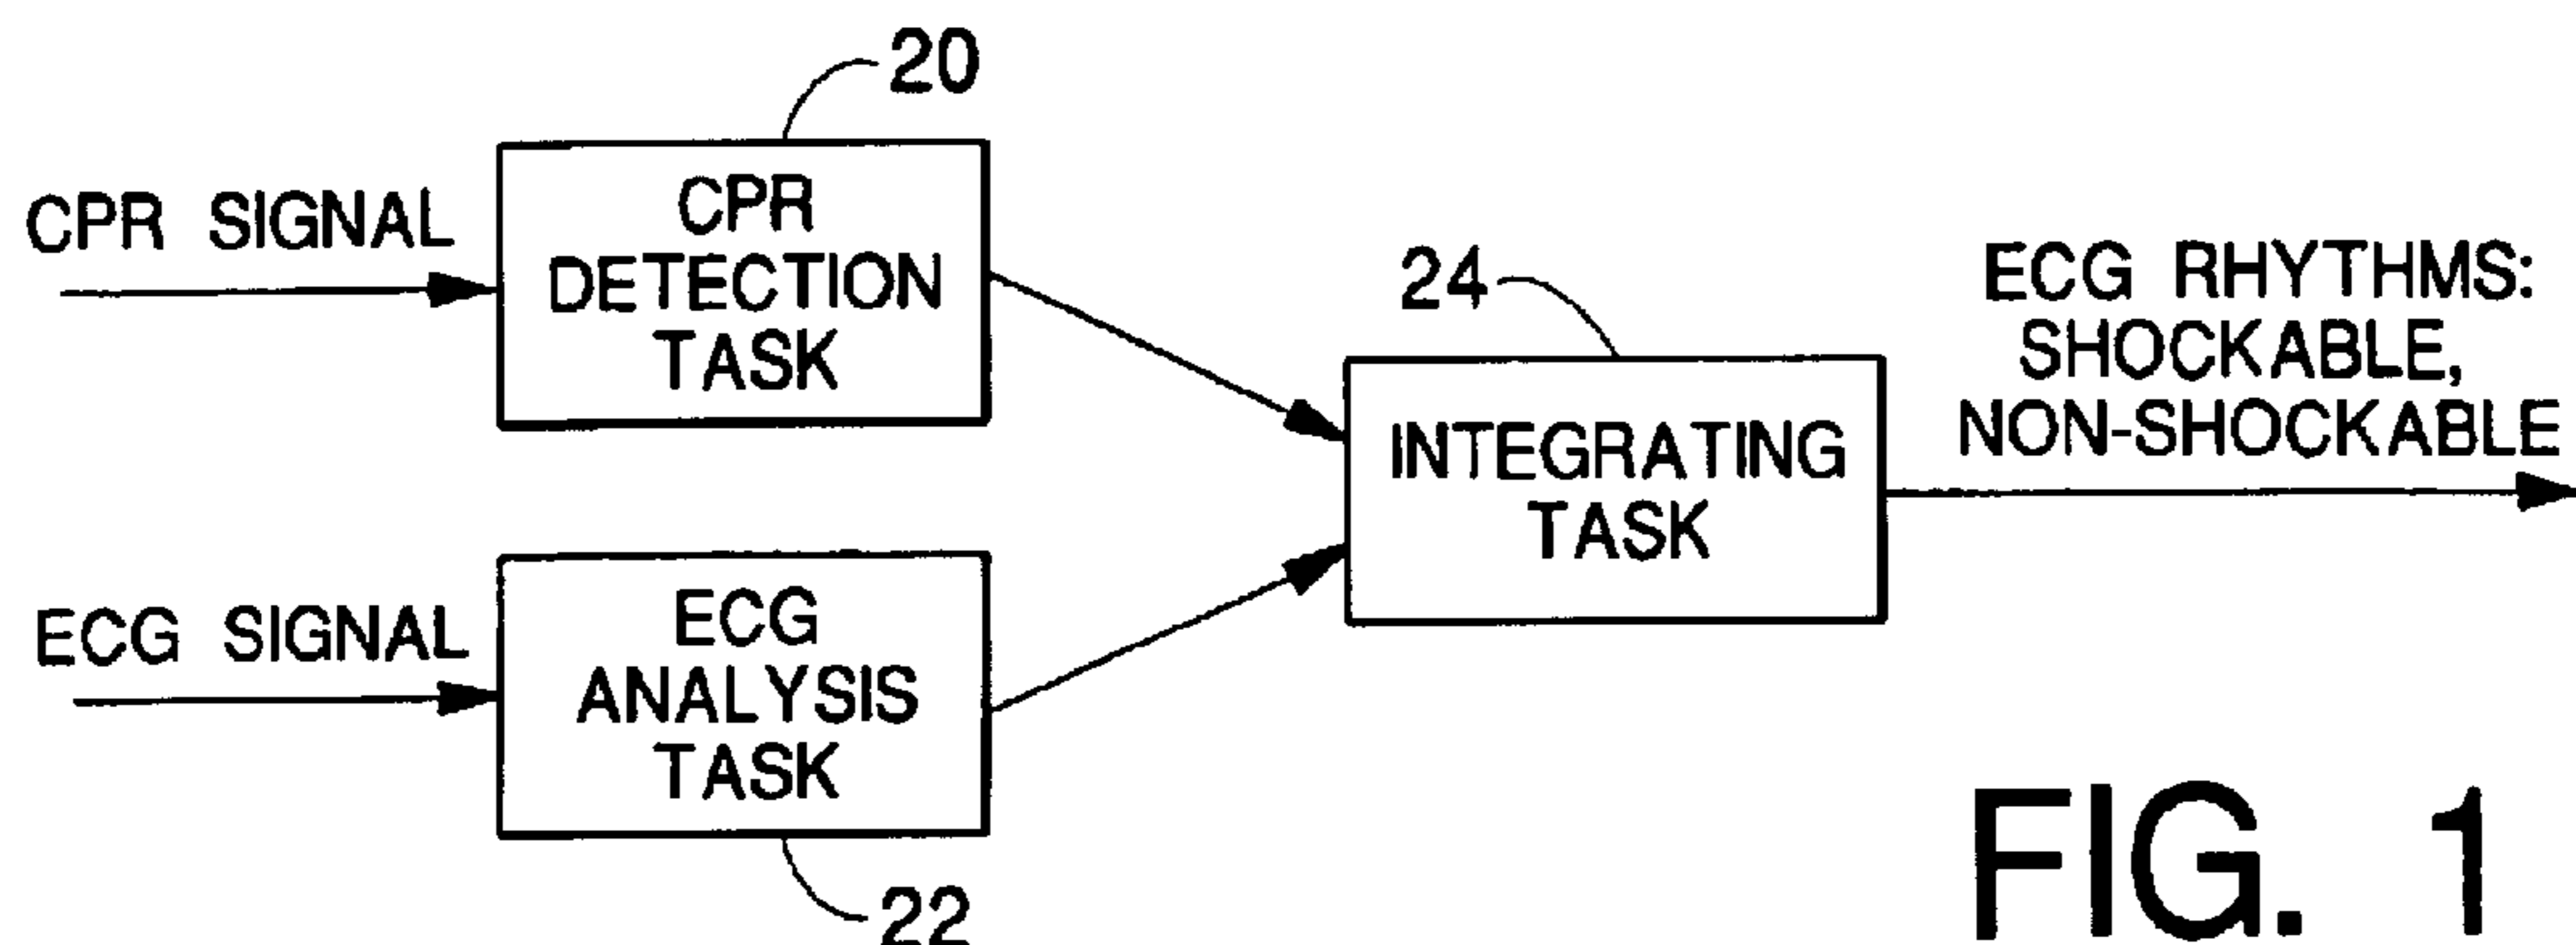 20
CPR SIGNAL
CPR
DETECTION
TASK
24
ECG RHYTHMS:
SHOCKABLE,
NON-SHOCKABLE
INTEGRATING
TASK
ECG SIGNAL
ECG
ANALYSIS
TASK
22
FIG. 1